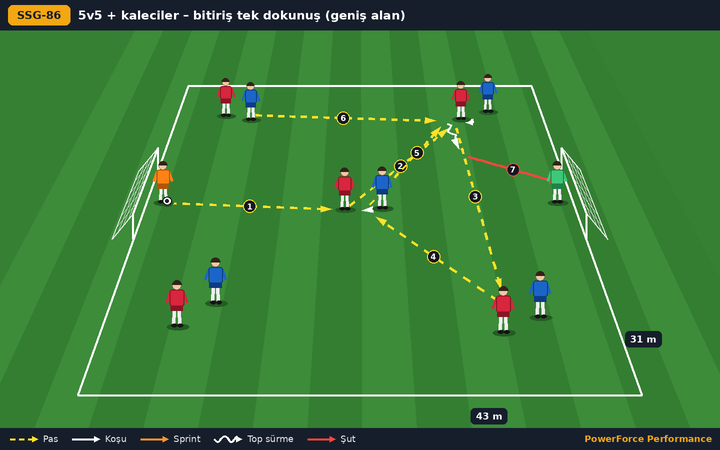 SSG-86 5v5 + kaleciler – bitiriş tek dokunuş (geniş alan)
6
2
5
7
3
1
4
31 m
43 m
Pas Koşu Sprint Top sürme Şut PowerForce Performance